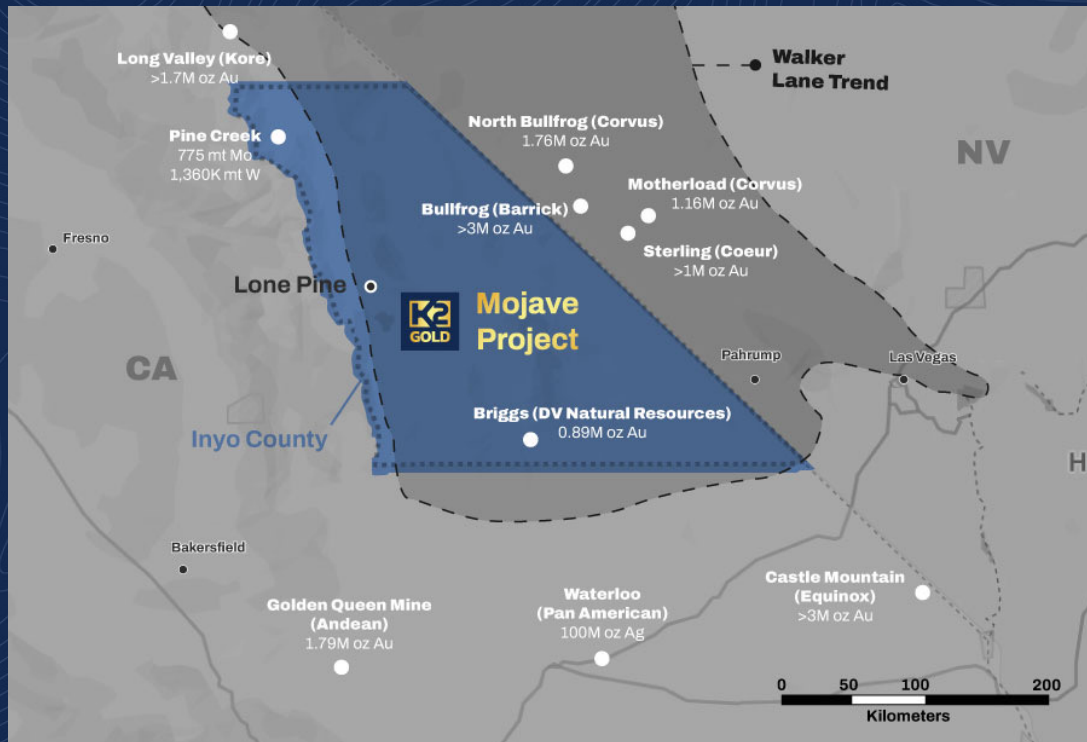 Long Valley (Kore)
>1.7M oz Au
Walker
Lane Trend
Pine Creek
775 mt Mo
1,360K mt W
North Bullfrog (Corvus)
1.76M oz Au
NV
Motherload (Corvus)
1.16M oz Au
Bullfrog (Barrick)
>3M oz Au
Fresno
Sterling (Coeur)
>1M oz Au
Lone Pine
K2
GOLD
Mojave
Project
CA
Pahrump
Las Vegas
Briggs (DV Natural Resources)
0.89M oz Au
Inyo County
H
Bakersfield
Castle Mountain
(Equinox)
>3M oz Au
Waterloo
(Pan American)
100M oz Ag
Golden Queen Mine
(Andean)
1.79M oz Au
0 50 100 200
Kilometers